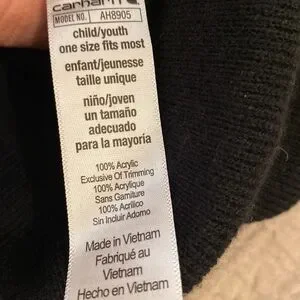 carhartt
MODEL NO. AH8905
child/youth
one size fits most
enfant/jeunesse
taille unique
niño/joven
un tamaño
adecuado
para la mayoría
100% Acrylic
Exclusive Of Trimming
100% Acrylique
Sans Garniture
100% Acrilico
Sin Incluir Adorno
Made in Vietnam
Fabriqué au
Vietnam
Hecho en Vietnam